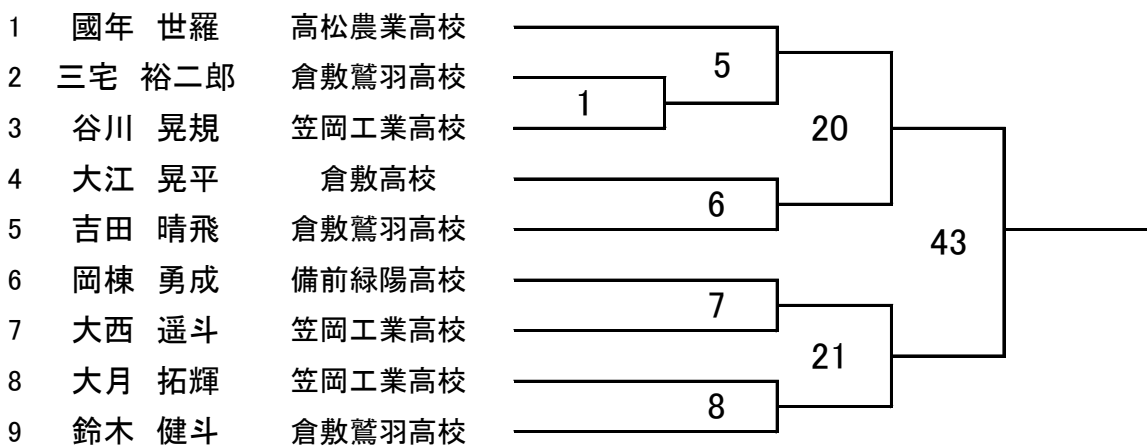 1 國年 世羅 高松農業高校
5
2 三宅 裕二郎 倉敷鷲羽高校
1
3 谷川 晃規 笠岡工業高校
20
4 大江 晃平 倉敷高校
6
5 吉田 晴飛 倉敷鷲羽高校
43
6 岡棟 勇成 備前緑陽高校
7
7 大西 遥斗 笠岡工業高校
21
8 大月 拓輝 笠岡工業高校
8
9 鈴木 健斗 倉敷鷲羽高校